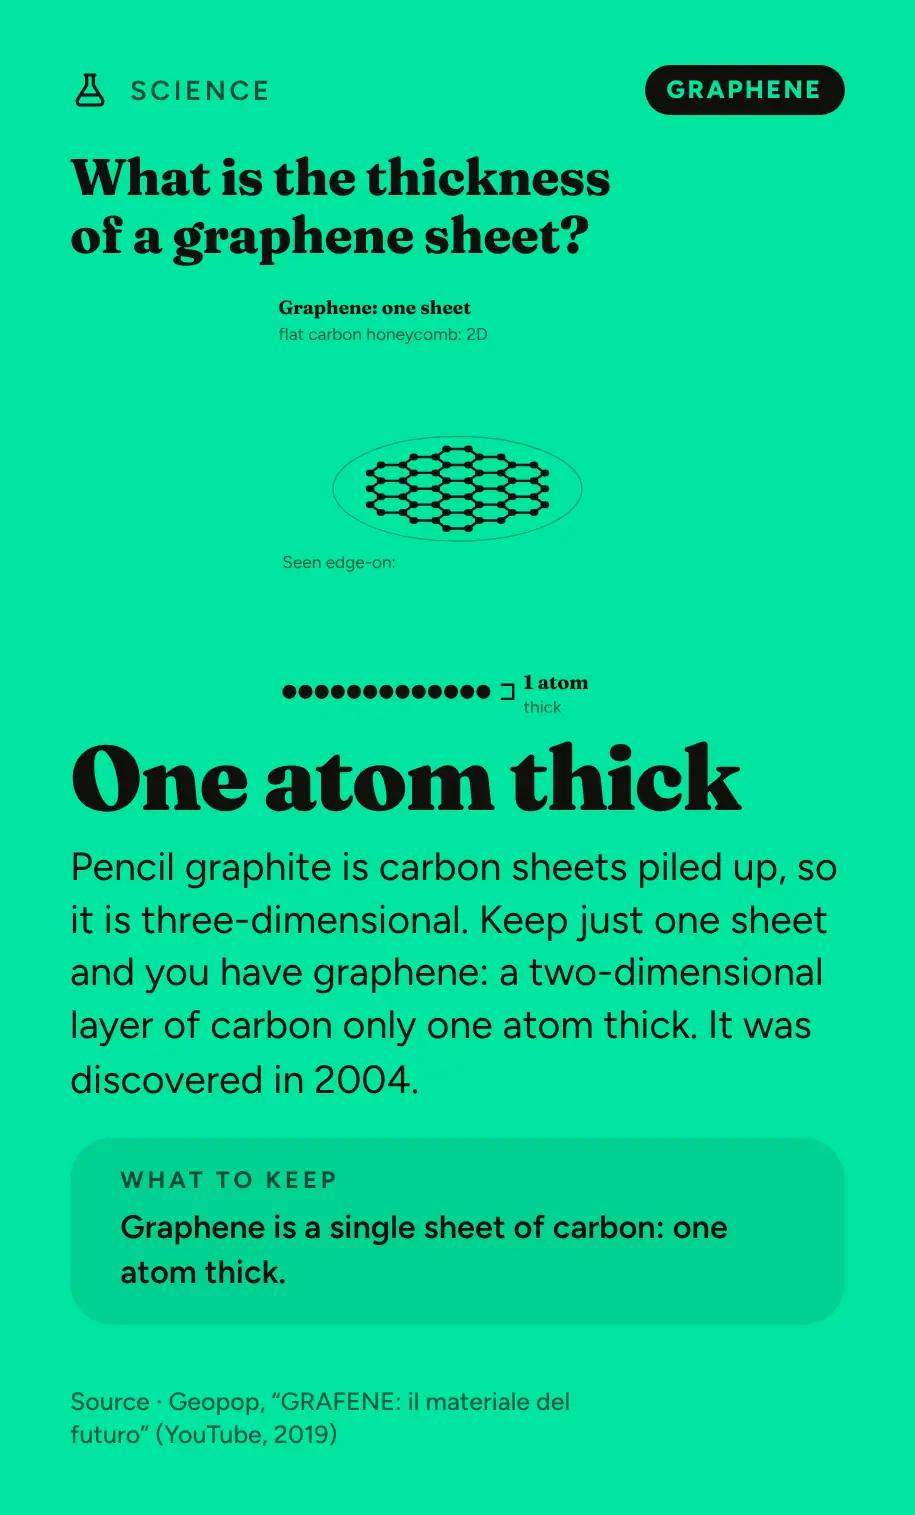 SCIENCE
GRAPHENE
What is the thickness
of a graphene sheet?
Graphene: one sheet
flat carbon honeycomb: 2D
Seen edge-on:
1 atom
thick
One atom thick
Pencil graphite is carbon sheets piled up, so
it is three-dimensional. Keep just one sheet
and you have graphene: a two-dimensional
layer of carbon only one atom thick. It was
discovered in 2004.
WHAT TO KEEP
Graphene is a single sheet of carbon: one
atom thick.
Source · Geopop, “GRAFENE: il materiale del
futuro” (YouTube, 2019)